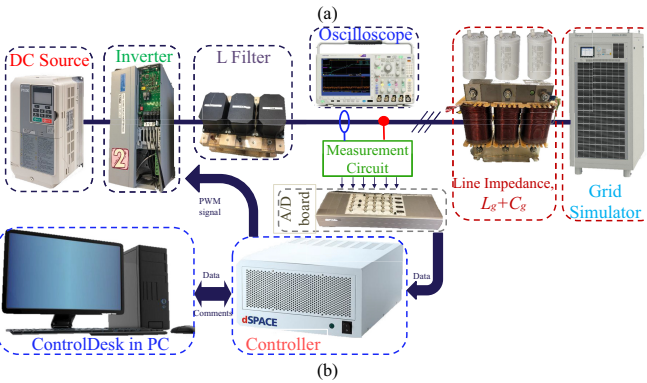 (a)
Oscilloscope
DC Source
Inverter
L Filter
2
Measurement
Circuit
Line Impedance,
Lg+Cg
Grid
Simulator
PWM
signal
A/D
board
Data
Comments
Data
dSPACE
ControlDesk in PC
Controller
(b)